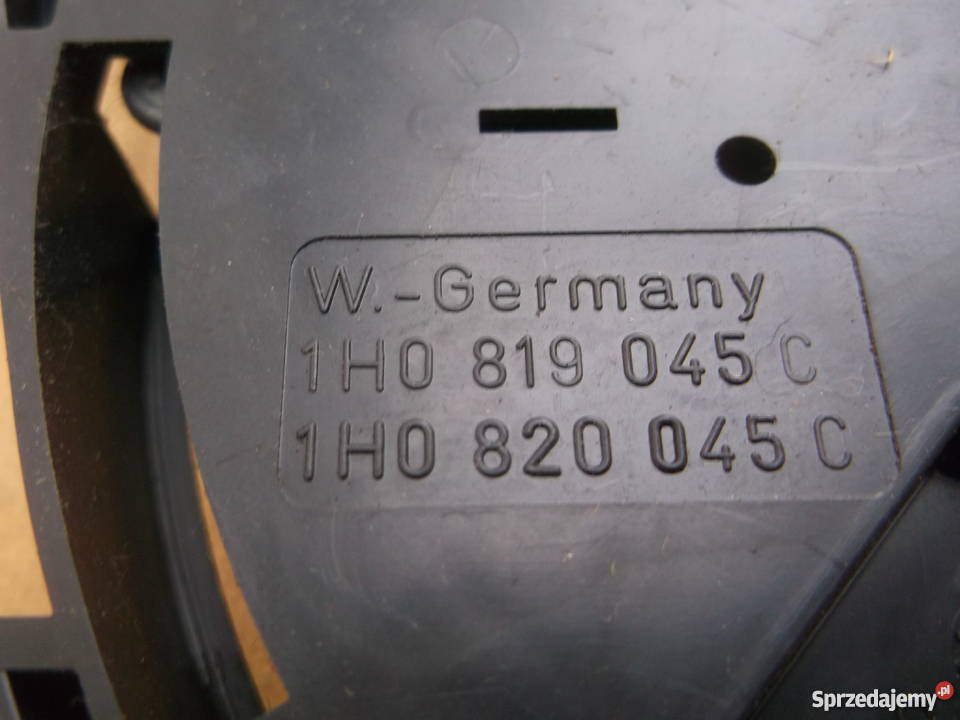 W.-Germany
1H0 819 045 C
1H0 820 045 C
Sprzedajemy.pl